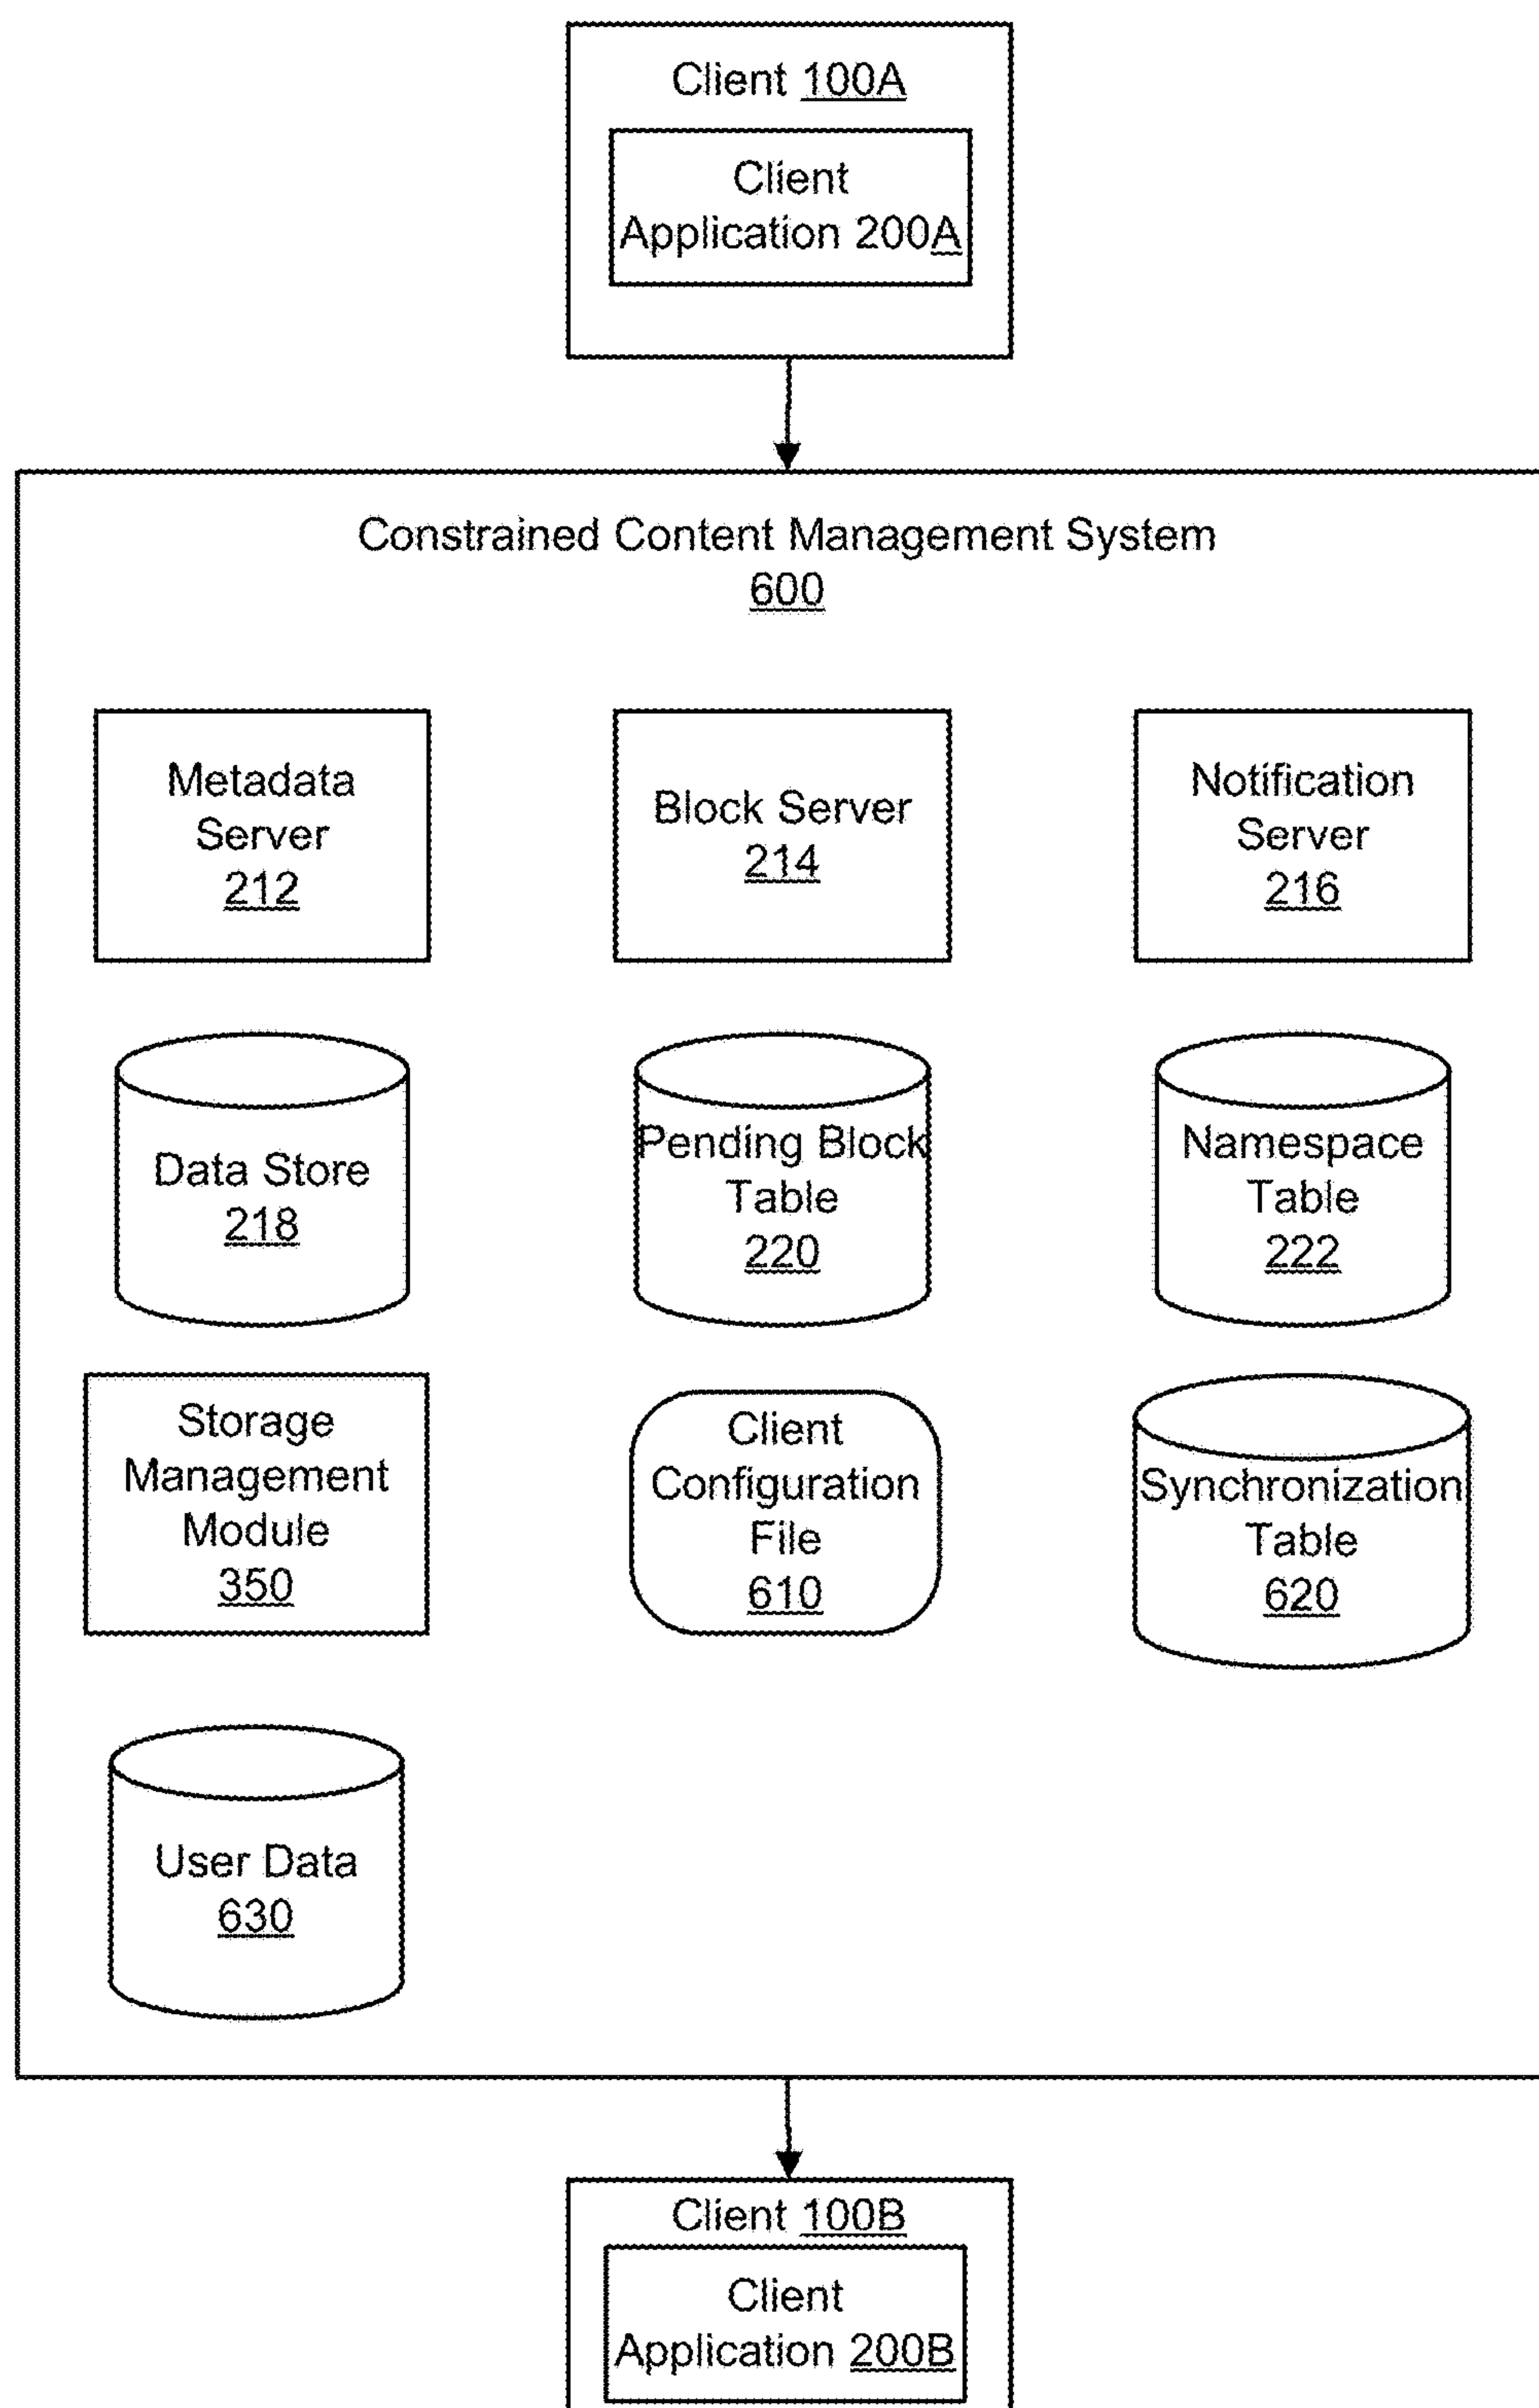 Client 100A
Client
Application 200A
Constrained Content Management System
600
Metadata
Server
212
Block Server
214
Notification
Server
216
Data Store
218
Pending Block
Table
220
Namespace
Table
222
Storage
Management
Module
350
Client
Configuration
File
610
Synchronization
Table
620
User Data
630
Client 100B
Client
Application 200B